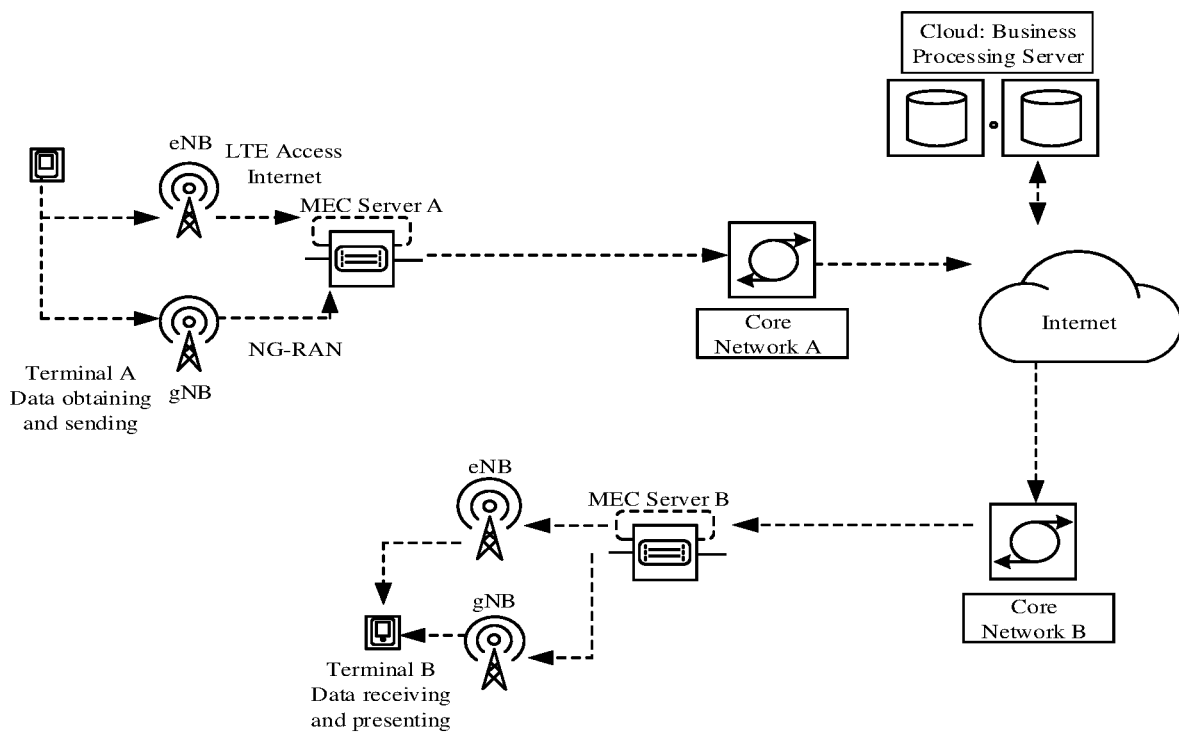 Cloud: Business
Processing Server
eNB
LTE Access
Internet
MEC Server A
Core
Network A
Internet
NG-RAN
gNB
Terminal A
Data obtaining
and sending
eNB
MEC Server B
gNB
Core
Network B
Terminal B
Data receiving
and presenting